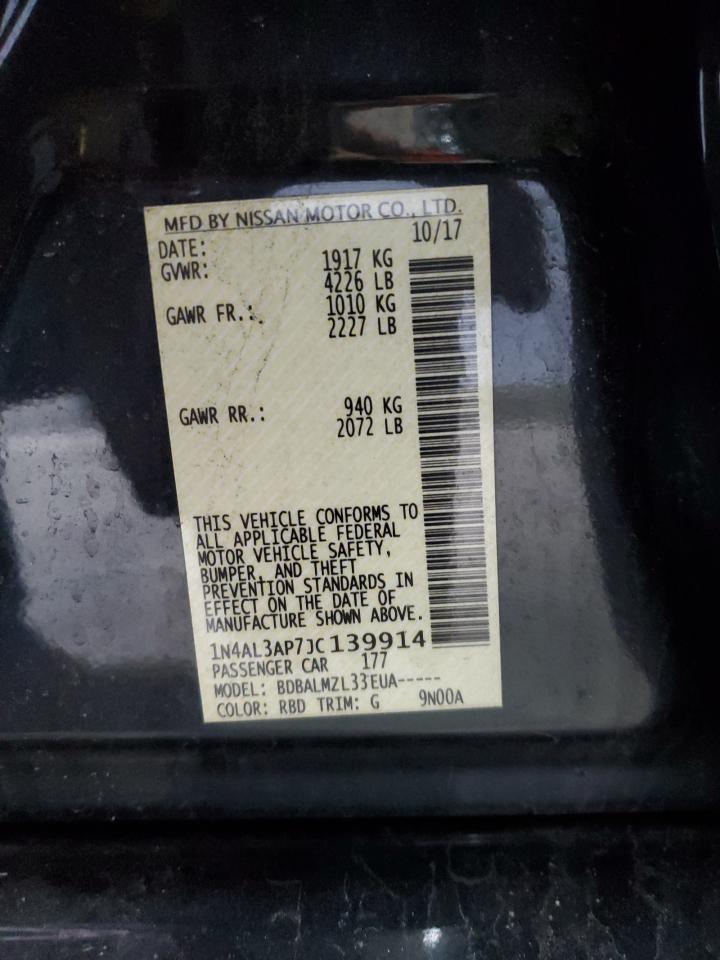 MFD BY NISSAN MOTOR CO., LTD.
DATE: 10/17
GVWR: 1917 KG
4226 LB
GAWR FR.: 1010 KG
2227 LB
GAWR RR.: 940 KG
2072 LB
THIS VEHICLE CONFORMS TO
ALL APPLICABLE FEDERAL
MOTOR VEHICLE SAFETY,
BUMPER, AND THEFT
PREVENTION STANDARDS IN
EFFECT ON THE DATE OF
MANUFACTURE SHOWN ABOVE.
1N4AL3AP7JC139914
PASSENGER CAR 177
MODEL: BDBALMZL33EUA-----
COLOR: RBD TRIM: G 9N00A